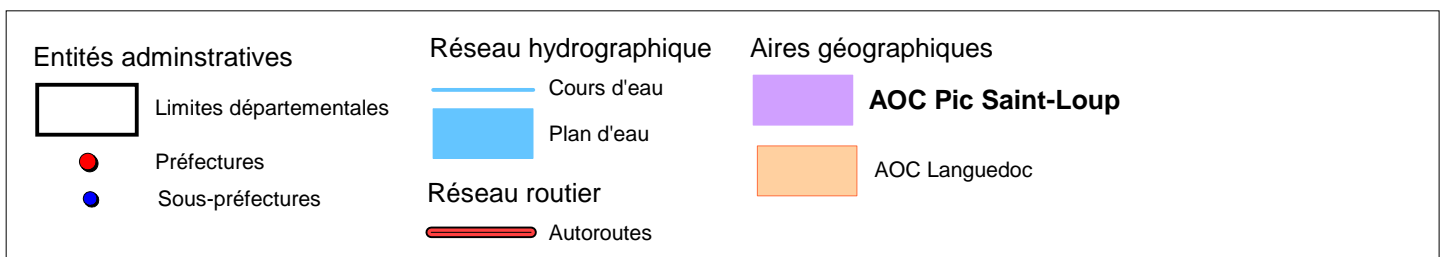 Entités adminstratives
Limites départementales
Préfectures
Sous-préfectures
Réseau hydrographique
Cours d'eau
Plan d'eau
Réseau routier
Autoroutes
Aires géographiques
AOC Pic Saint-Loup
AOC Languedoc